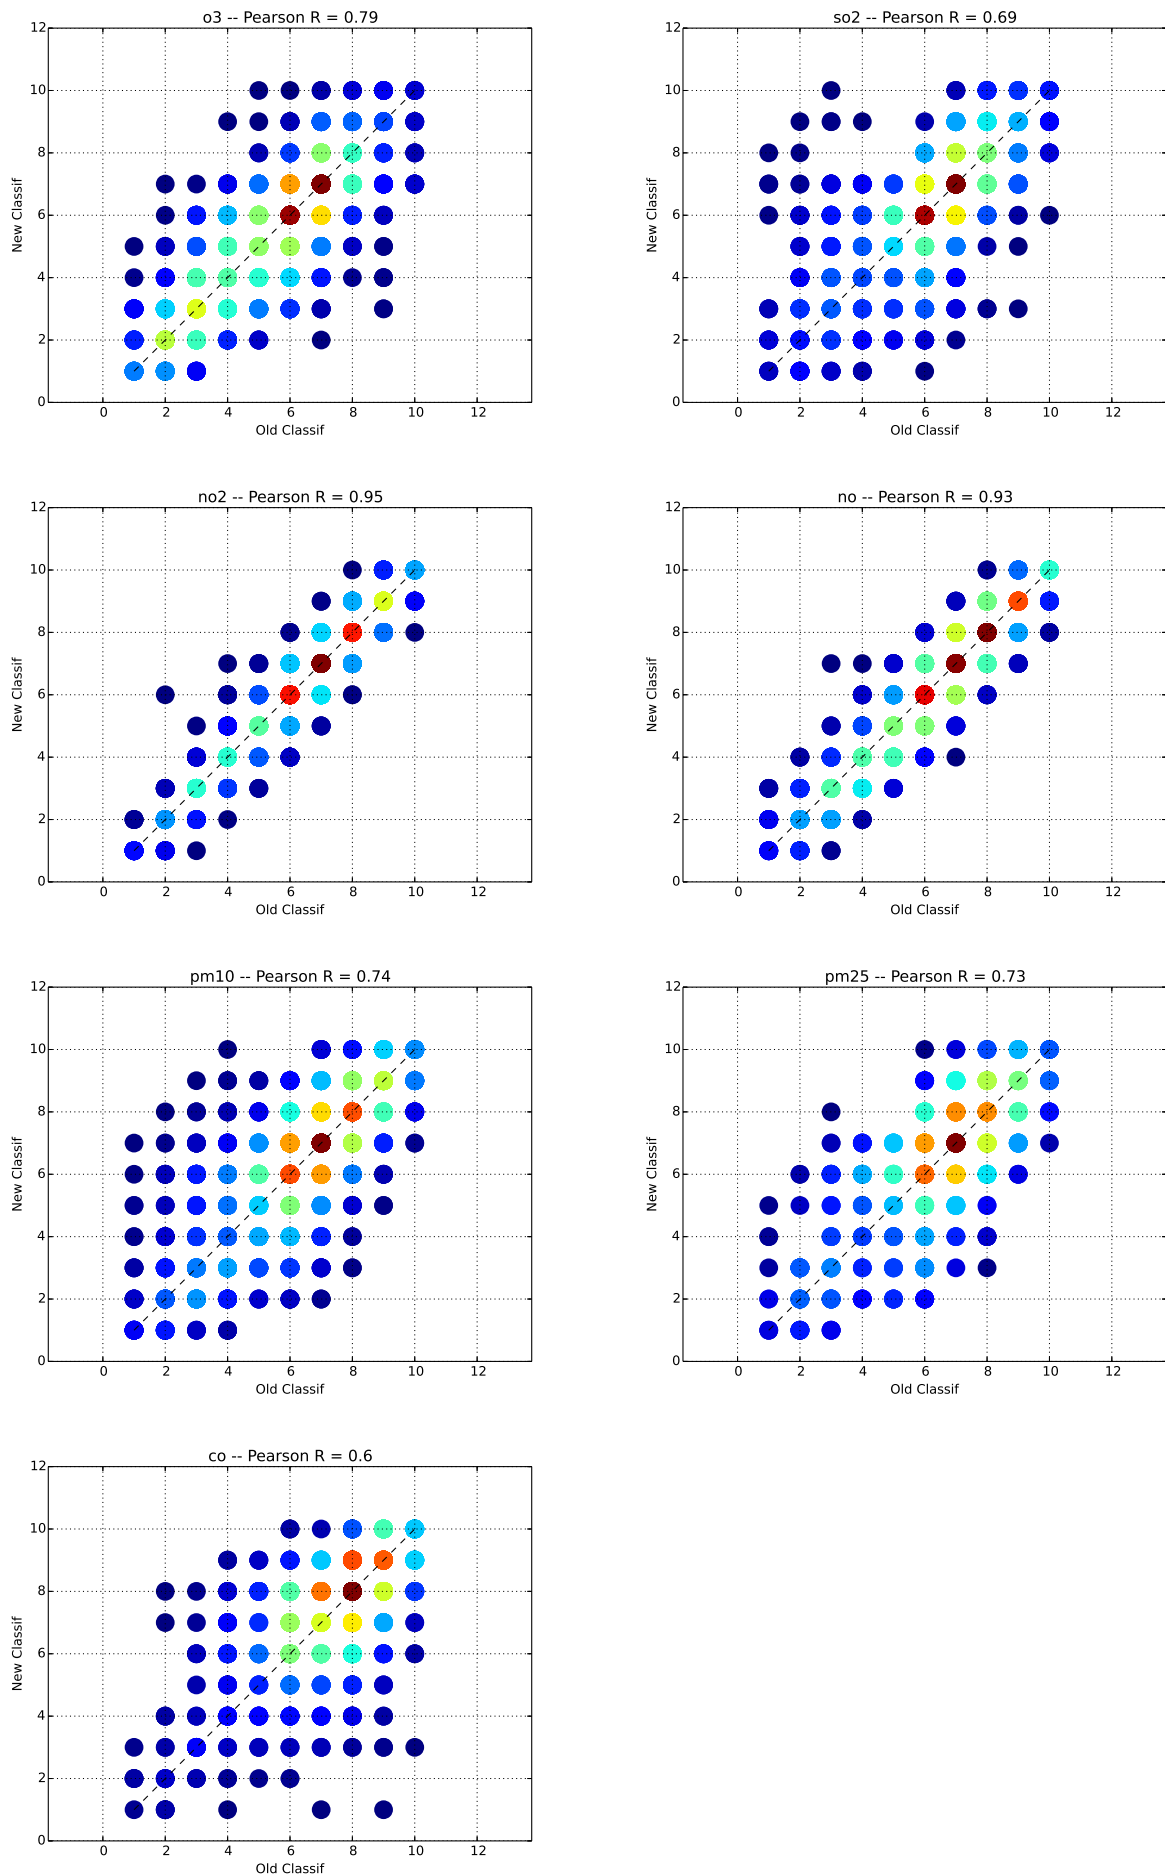 o3 -- Pearson R = 0.79
12
10
8
6
4
2
0
New Classif
0 2 4 6 8 10 12
Old Classif
so2 -- Pearson R = 0.69
12
10
8
6
4
2
0
New Classif
0 2 4 6 8 10 12
Old Classif
no2 -- Pearson R = 0.95
12
10
8
6
4
2
0
New Classif
0 2 4 6 8 10 12
Old Classif
no -- Pearson R = 0.93
12
10
8
6
4
2
0
New Classif
0 2 4 6 8 10 12
Old Classif
pm10 -- Pearson R = 0.74
12
10
8
6
4
2
0
New Classif
0 2 4 6 8 10 12
Old Classif
pm25 -- Pearson R = 0.73
12
10
8
6
4
2
0
New Classif
0 2 4 6 8 10 12
Old Classif
co -- Pearson R = 0.6
12
10
8
6
4
2
0
New Classif
0 2 4 6 8 10 12
Old Classif